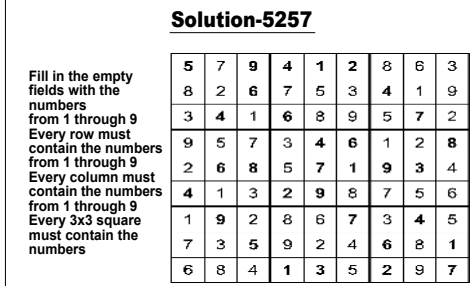 Solution-5257
Fill in the empty
fields with the
numbers
from 1 through 9
Every row must
contain the numbers
from 1 through 9
Every column must
contain the numbers
from 1 through 9
Every 3x3 square
must contain the
numbers
5 7 9 4 1 2 8 6 3
8 2 6 7 5 3 4 1 9
3 4 1 6 8 9 5 7 2
9 5 7 3 4 6 1 2 8
2 6 8 5 7 1 9 3 4
4 1 3 2 9 8 7 5 6
1 9 2 8 6 7 3 4 5
7 3 5 9 2 4 6 8 1
6 8 4 1 3 5 2 9 7